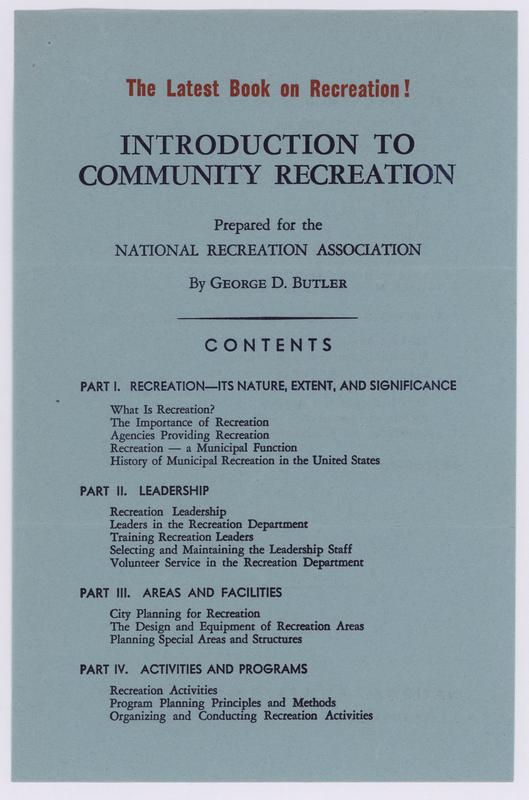 The Latest Book on Recreation!
INTRODUCTION TO
COMMUNITY RECREATION
Prepared for the
NATIONAL RECREATION ASSOCIATION
By GEORGE D. BUTLER
CONTENTS
PART I. RECREATION—ITS NATURE, EXTENT, AND SIGNIFICANCE
What Is Recreation?
The Importance of Recreation
Agencies Providing Recreation
Recreation — a Municipal Function
History of Municipal Recreation in the United States
PART II. LEADERSHIP
Recreation Leadership
Leaders in the Recreation Department
Training Recreation Leaders
Selecting and Maintaining the Leadership Staff
Volunteer Service in the Recreation Department
PART III. AREAS AND FACILITIES
City Planning for Recreation
The Design and Equipment of Recreation Areas
Planning Special Areas and Structures
PART IV. ACTIVITIES AND PROGRAMS
Recreation Activities
Program Planning Principles and Methods
Organizing and Conducting Recreation Activities